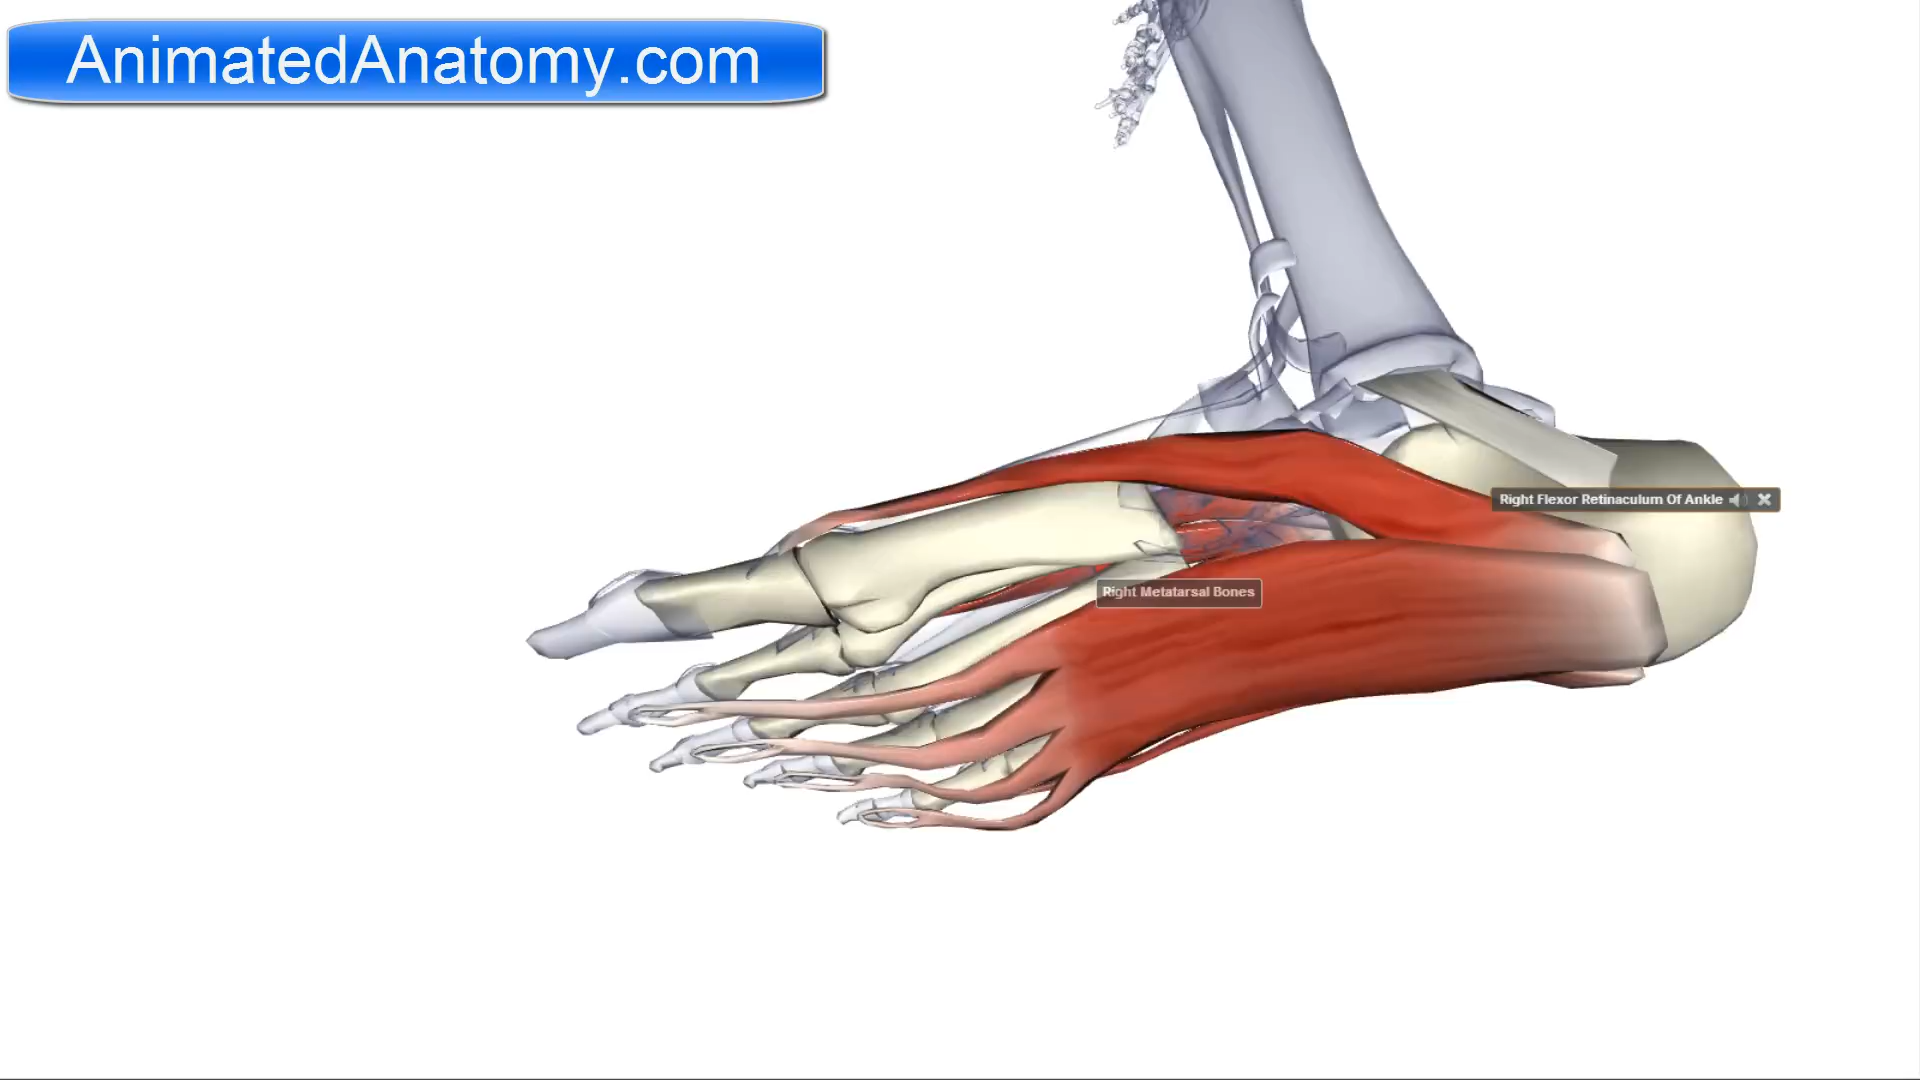 AnimatedAnatomy.com
Right Flexor Retinaculum Of Ankle
Right Metatarsal Bones